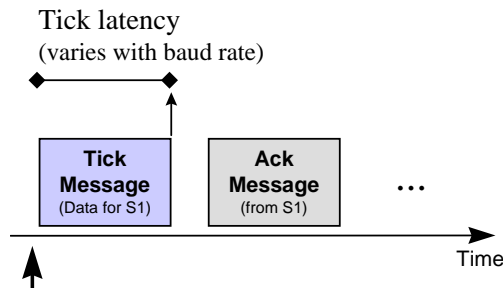 Tick latency
(varies with baud rate)
Tick
Message
(Data for S1)
Ack
Message
(from S1)
...
Time